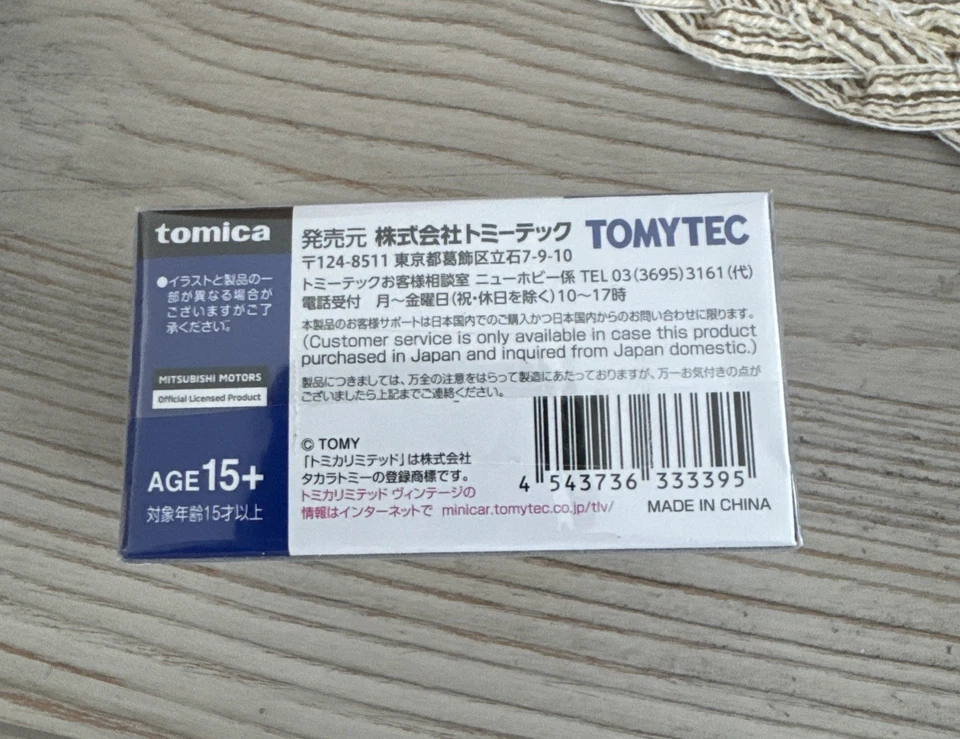 tomica
●イラストと製品の一
部が異なる場合が
ございますがご了
承ください。
MITSUBISHI MOTORS
Official Licensed Product
AGE15+
対象年齢15才以上
発売元 株式会社トミーテック TOMYTEC
〒124-8511 東京都葛飾区立石7-9-10
トミーテックお客様相談室 ニューホビー係 TEL 03(3695)3161(代)
電話受付 月〜金曜日(祝・休日を除く)10〜17時
本製品のお客様サポートは日本国内でのご購入かつ日本国内からのお問い合わせに限ります。
(Customer service is only available in case this product
purchased in Japan and inquired from Japan domestic.)
製品につきましては、万全の注意をはらって製造にあたっておりますが、万一お気付きの点が
ございましたら上記までご連絡ください。
© TOMY
「トミカリミテッド」は株式会社
タカラトミーの登録商標です。
トミカリミテッド ヴィンテージの
情報はインターネットで minicar.tomytec.co.jp/tlv/
4 543736 333395
MADE IN CHINA